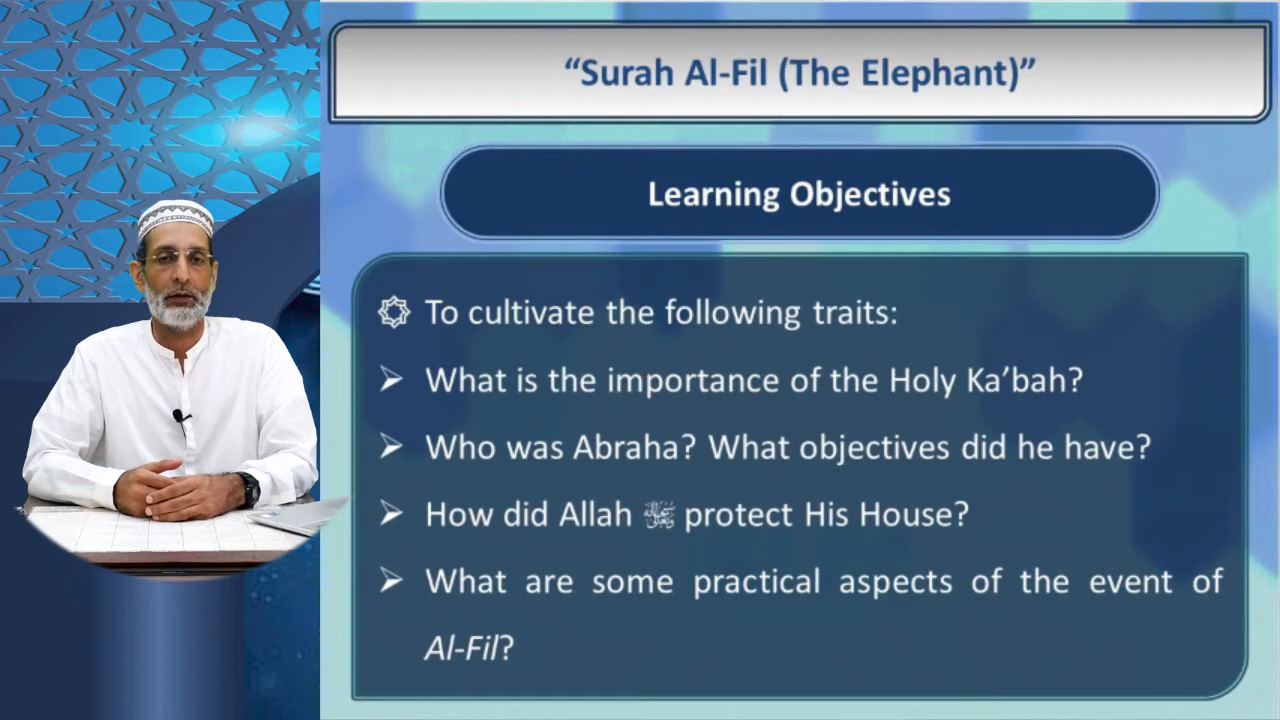 “Surah Al-Fil (The Elephant)”
Learning Objectives
To cultivate the following traits:
What is the importance of the Holy Ka’bah?
Who was Abraha? What objectives did he have?
How did Allah ﷻ protect His House?
What are some practical aspects of the event of
Al-Fil?